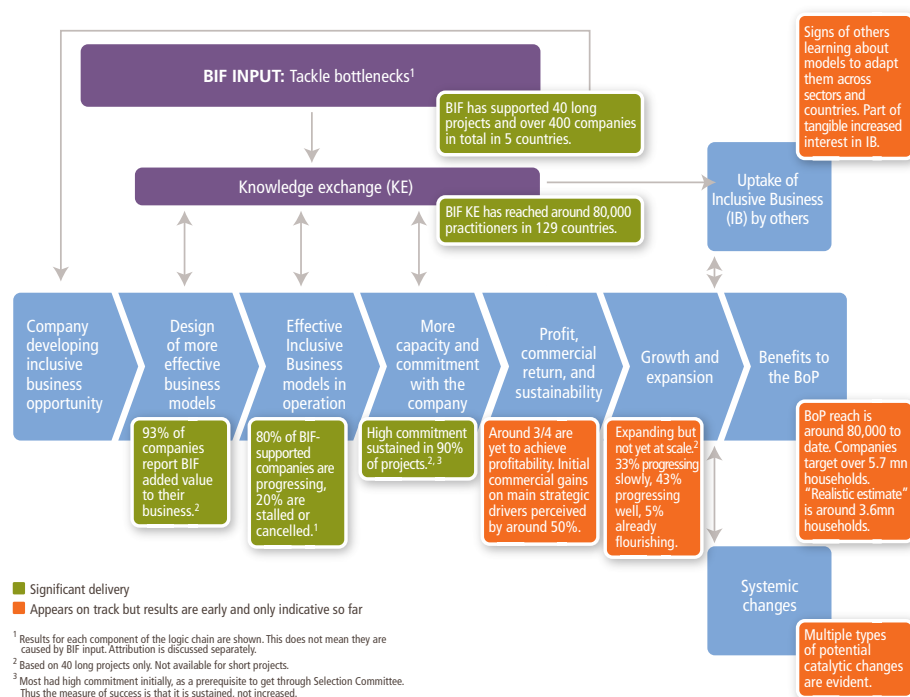 BIF INPUT: Tackle bottlenecks1
BIF has supported 40 long
projects and over 400 companies
in total in 5 countries.
Signs of others
learning about
models to adapt
them across
sectors and
countries. Part of
tangible increased
interest in IB.
Knowledge exchange (KE)
BIF KE has reached around 80,000
practitioners in 129 countries.
Uptake of
Inclusive Business
(IB) by others
Company
developing
inclusive
business
opportunity
Design
of more
effective
business
models
Effective
Inclusive
Business
models in
operation
More
capacity and
commitment
with the
company
Profit,
commercial
return, and
sustainability
Growth and
expansion
Benefits to
the BoP
93% of
companies
report BIF
added value
to their
business.2
80% of BIF-
supported
companies are
progressing,
20% are
stalled or
cancelled.1
High commitment
sustained in 90%
of projects.2, 3
Around 3/4 are
yet to achieve
profitability. Initial
commercial gains
on main strategic
drivers perceived
by around 50%.
Expanding but
not yet at scale.2
33% progressing
slowly, 43%
progressing
well, 5%
already
flourishing.
BoP reach is
around 80,000 to
date. Companies
target over 5.7 mn
households.
"Realistic estimate"
is around 3.6mn
households.
Systemic
changes
Multiple types
of potential
catalytic changes
are evident.
Significant delivery
Appears on track but results are early and only indicative so far
1 Results for each component of the logic chain are shown. This does not mean they are
caused by BIF input. Attribution is discussed separately.
2 Based on 40 long projects only. Not available for short projects.
3 Most had high commitment initially, as a prerequisite to get through Selection Committee.
Thus the measure of success is that it is sustained, not increased.